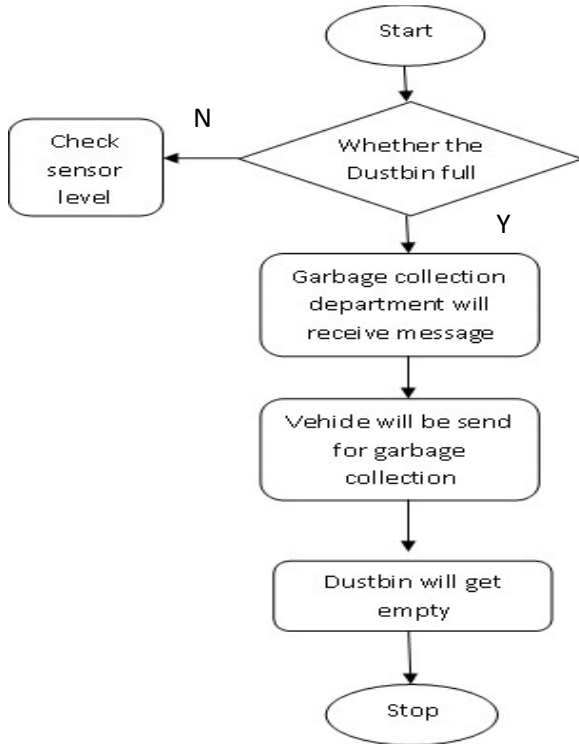 Start
N
Check
sensor
level
Whether the
Dustbin full
Y
Garbage collection
department will
receive message
Vehide will be send
for garbage
collection
Dustbin will get
empty
Stop